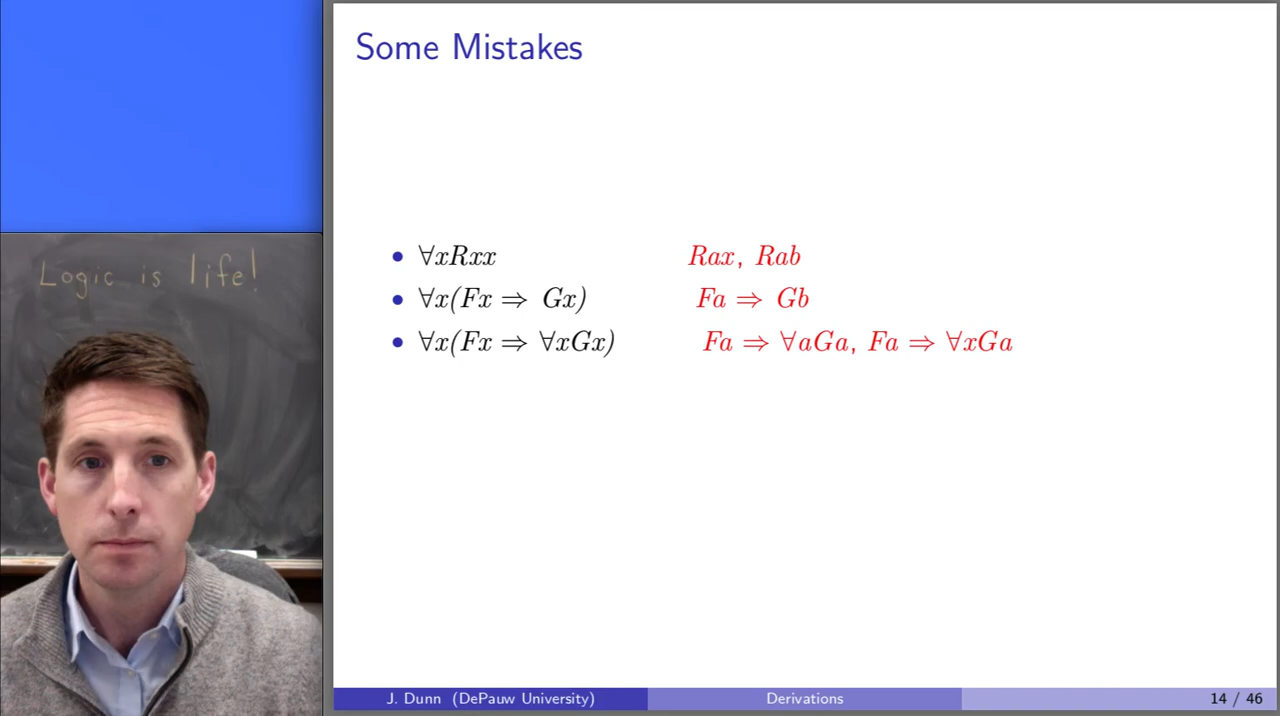 Some Mistakes
Logic is life!
• ∀xRxx Rax, Rab
• ∀x(Fx ⇒ Gx) Fa ⇒ Gb
• ∀x(Fx ⇒ ∀xGx) Fa ⇒ ∀aGa, Fa ⇒ ∀xGa
J. Dunn (DePauw University) Derivations 14 / 46